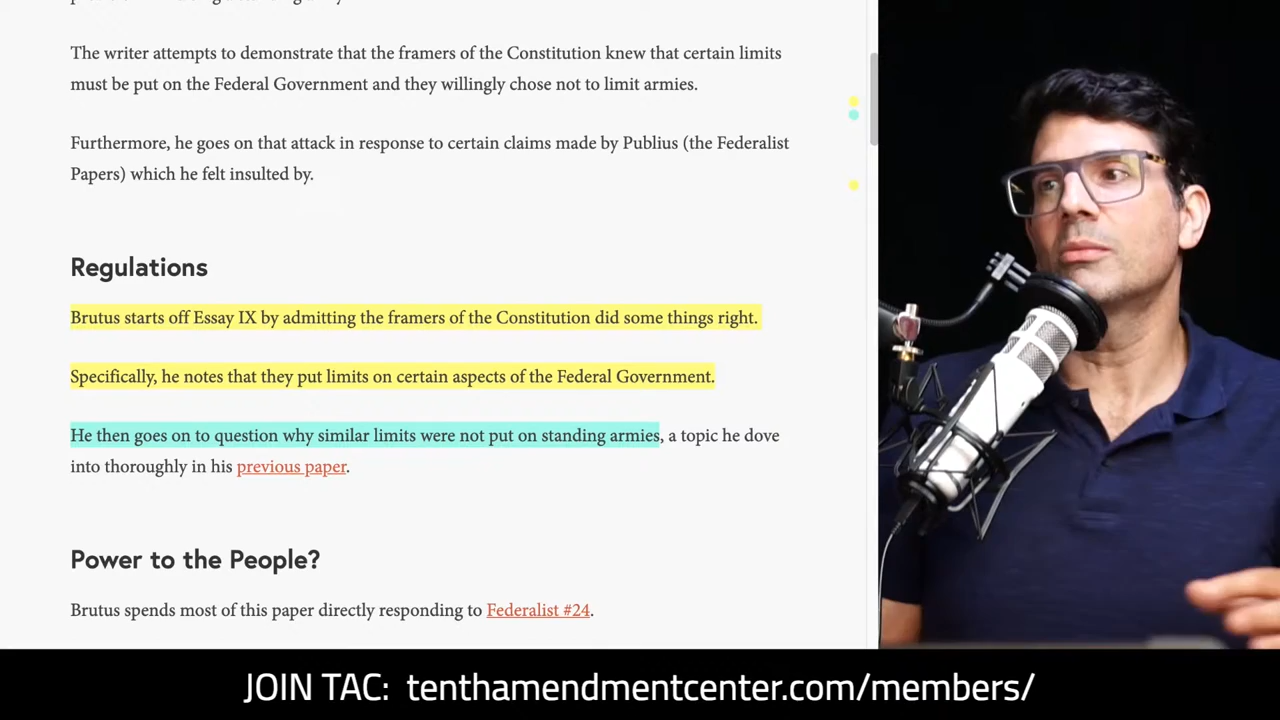 The writer attempts to demonstrate that the framers of the Constitution knew that certain limits
must be put on the Federal Government and they willingly chose not to limit armies.
Furthermore, he goes on that attack in response to certain claims made by Publius (the Federalist
Papers) which he felt insulted by.
Regulations
Brutus starts off Essay IX by admitting the framers of the Constitution did some things right.
Specifically, he notes that they put limits on certain aspects of the Federal Government.
He then goes on to question why similar limits were not put on standing armies, a topic he dove
into thoroughly in his previous paper.
Power to the People?
Brutus spends most of this paper directly responding to Federalist #24.
JOIN TAC: tenthamendmentcenter.com/members/